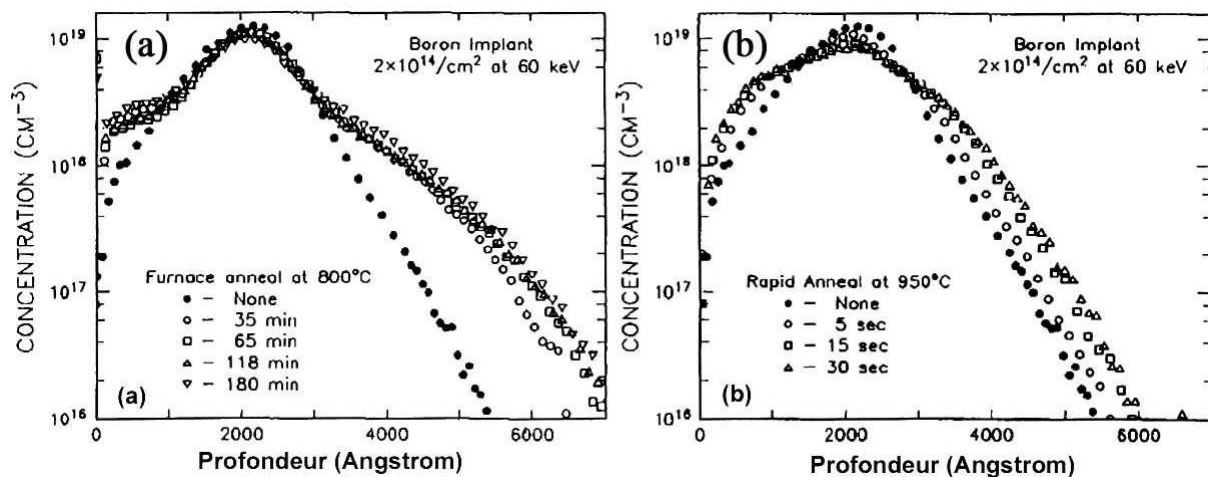 (a)
Boron Implant
2×10¹⁴/cm² at 60 keV
CONCENTRATION (CM⁻³)
10¹⁹
10¹⁸
10¹⁷
10¹⁶
Furnace anneal at 800°C
● – None
○ – 35 min
□ – 65 min
△ – 118 min
▽ – 180 min
(a)
0 2000 4000 6000
Profondeur (Angstrom)
(b)
Boron Implant
2×10¹⁴/cm² at 60 keV
CONCENTRATION (CM⁻³)
10¹⁹
10¹⁸
10¹⁷
10¹⁶
Rapid Anneal at 950°C
● – None
○ – 5 sec
□ – 15 sec
△ – 30 sec
(b)
0 2000 4000 6000
Profondeur (Angstrom)